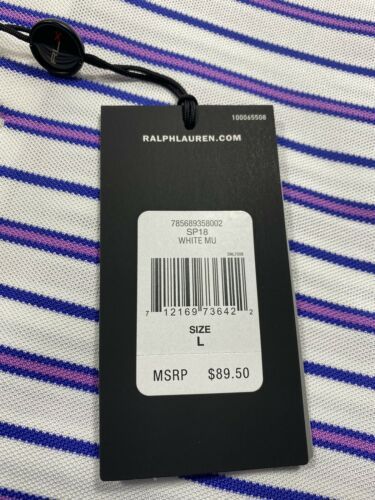 100065508
RALPHLAUREN.COM
785689358002
SP18
WHITE MU
7 12169 73642 2
SIZE
L
MSRP $89.50